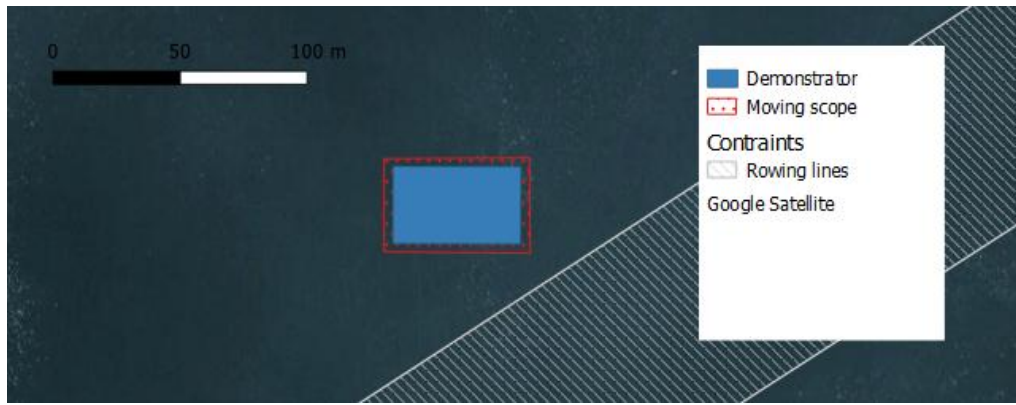 0 50 100 m
Demonstrator
Moving scope
Contraints
Rowing lines
Google Satellite